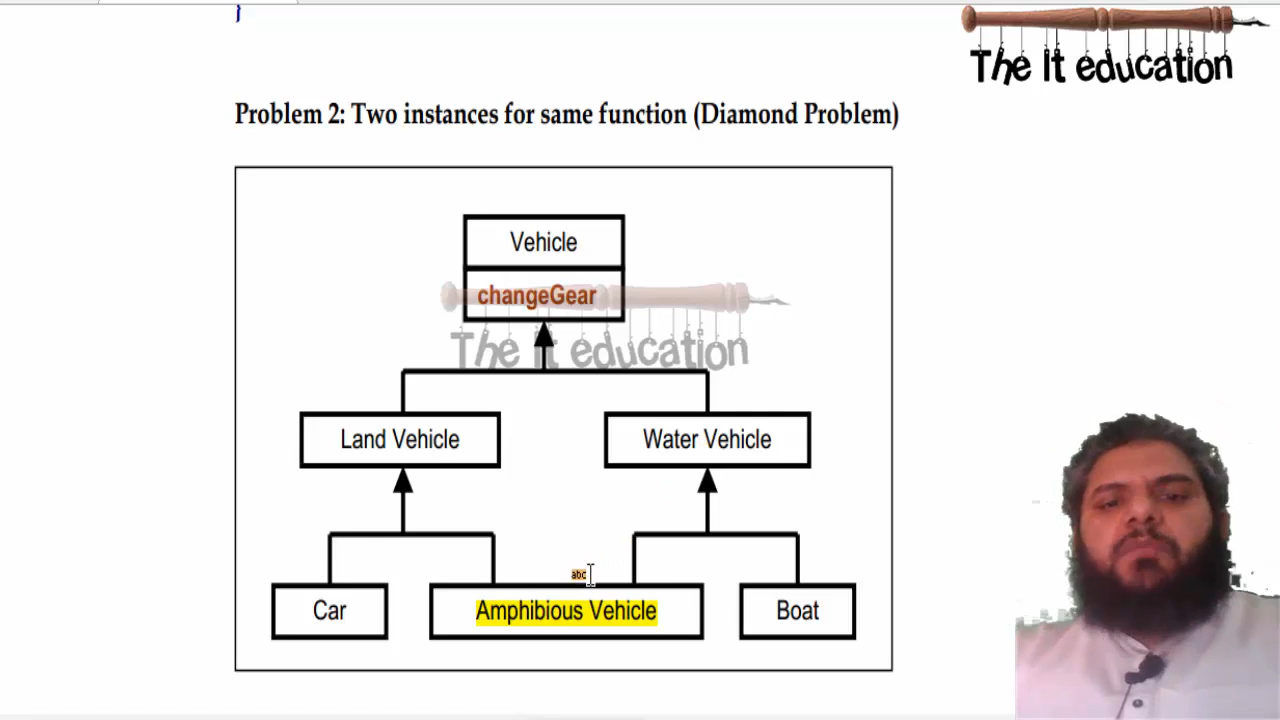 }
The It education
Problem 2: Two instances for same function (Diamond Problem)
Vehicle
changeGear
The It education
Land Vehicle
Water Vehicle
abc
Car
Amphibious Vehicle
Boat